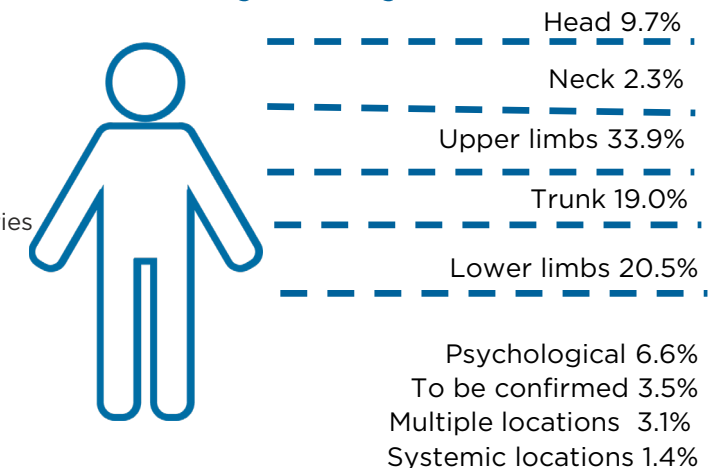 Head 9.7%
Neck 2.3%
Upper limbs 33.9%
Trunk 19.0%
ies
Lower limbs 20.5%
Psychological 6.6%
To be confirmed 3.5%
Multiple locations 3.1%
Systemic locations 1.4%